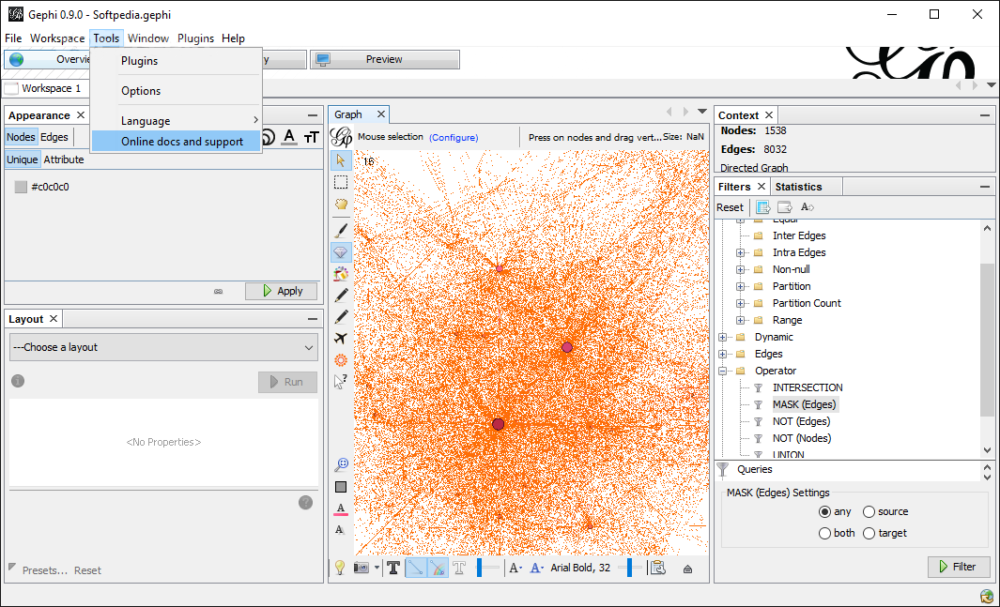 Gephi 0.9.0 - Softpedia.gephi
File Workspace Tools Window Plugins Help
Preview
Plugins
Options
Language
Online docs and support
Workspace 1
Appearance
Nodes Edges
Unique Attribute
#c0c0c0
Apply
Layout
---Choose a layout
Run
<No Properties>
Presets... Reset
Graph
Mouse selection (Configure) Press on nodes and drag vert... Size: NaN
16
Arial Bold, 32
Context
Nodes: 1538
Edges: 8032
Directed Graph
Filters Statistics
Reset
Equal
Inter Edges
Intra Edges
Non-null
Partition
Partition Count
Range
Dynamic
Edges
Operator
INTERSECTION
MASK (Edges)
NOT (Edges)
NOT (Nodes)
UNION
Queries
MASK (Edges) Settings
any source
both target
Filter